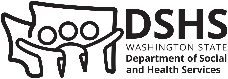 DSHS
WASHINGTON STATE
Department of Social
and Health Services